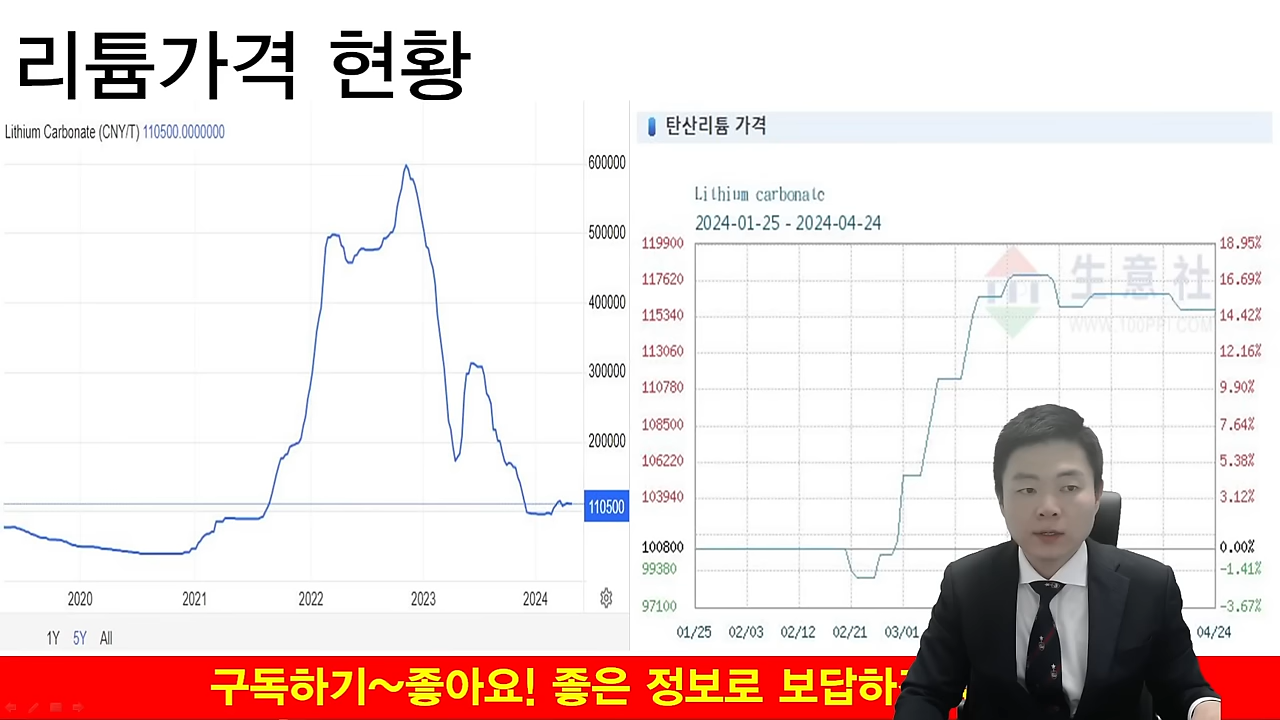 리튬가격 현황
Lithium Carbonate (CNY/T) 110500.0000000
600000
500000
400000
300000
200000
110500
2020 2021 2022 2023 2024
1Y 5Y All
탄산리튬 가격
Lithium carbonate
2024-01-25 - 2024-04-24
119900 18.95%
117620 16.69%
115340 14.42%
113060 12.16%
110780 9.90%
108500 7.64%
106220 5.38%
103940 3.12%
100800 0.00%
99380 -1.41%
97100 -3.67%
生意社
WWW.100PPI.COM
01/25 02/03 02/12 02/21 03/01 04/24
구독하기~좋아요! 좋은 정보로 보답하